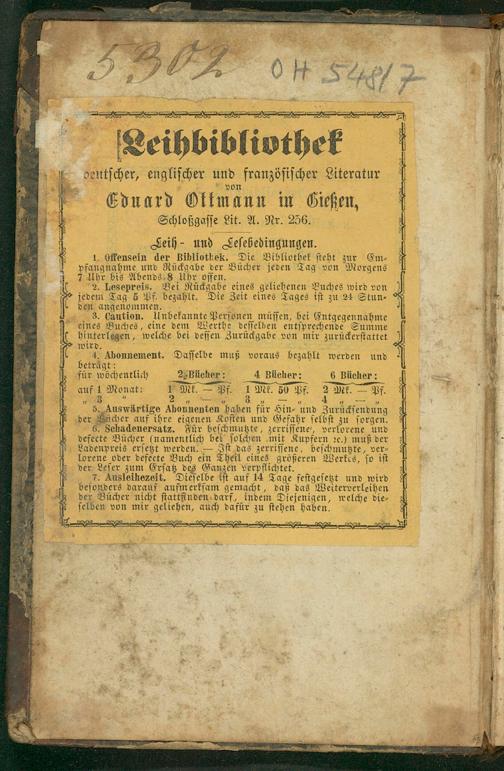 5302 OH 548/7
Leihbibliothek
deutscher, englischer und französischer Literatur
von
Eduard Ottmann in Gießen,
Schloßgasse Lit. A. Nr. 256.
Leih- und Lesebedingungen.
1. Offensein der Bibliothek. Die Bibliothek steht zur Em-
pfangnahme und Rückgabe der Bücher jeden Tag von Morgens
7 Uhr bis Abends 8 Uhr offen.
2. Lesepreis. Bei Rückgabe eines geliehenen Buches wird von
jedem Tag 5 Pf. bezahlt. Die Zeit eines Tages ist zu 24 Stun-
den angenommen.
3. Caution. Unbekannte Personen müssen, bei Entgegennahme
eines Buches, eine dem Werthe desselben entsprechende Summe
hinterlegen, welche bei dessen Zurückgabe von mir zurückerstattet
wird.
4. Abonnement. Dasselbe muß voraus bezahlt werden und
beträgt:
für wöchentlich 2 Bücher: 4 Bücher: 6 Bücher:
auf 1 Monat: 1 Mk. — Pf. 1 Mk. 50 Pf. 2 Mk. — Pf.
„ 3 „ 2 „ — „ 3 „ — „ 4 „ — „
5. Auswärtige Abonnenten haben für Hin- und Zurücksendung
der Bücher auf ihre eigenen Kosten und Gefahr selbst zu sorgen.
6. Schadenersatz. Für beschmutzte, zerrissene, verlorene und
defecte Bücher (namentlich bei solchen mit Kupfern ꝛc.) muß der
Ladenpreis ersetzt werden. — Ist das zerrissene, beschmutzte, ver-
lorene oder defecte Buch ein Theil eines größeren Werkes, so ist
der Leser zum Ersatz des Ganzen verpflichtet.
7. Ausleihezeit. Dieselbe ist auf 14 Tage festgesetzt und wird
besonders darauf aufmerksam gemacht, daß das Weiterverleihen
der Bücher nicht stattfinden darf, indem Diejenigen, welche die-
selben von mir geliehen, auch dafür zu stehen haben.